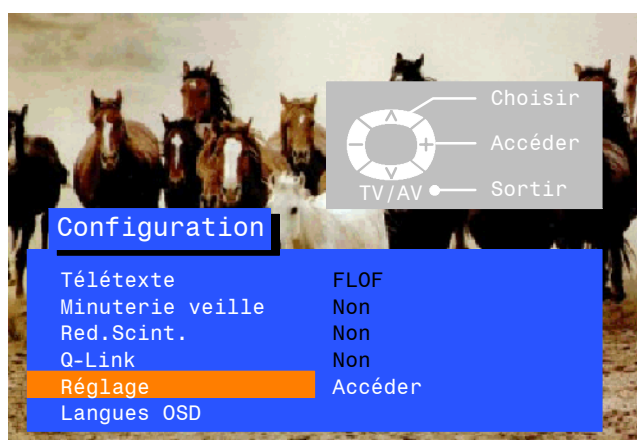 Choisir
Accéder
TV/AV Sortir
Configuration
Télétexte FLOF
Minuterie veille Non
Red.Scint. Non
Q-Link Non
Réglage Accéder
Langues OSD